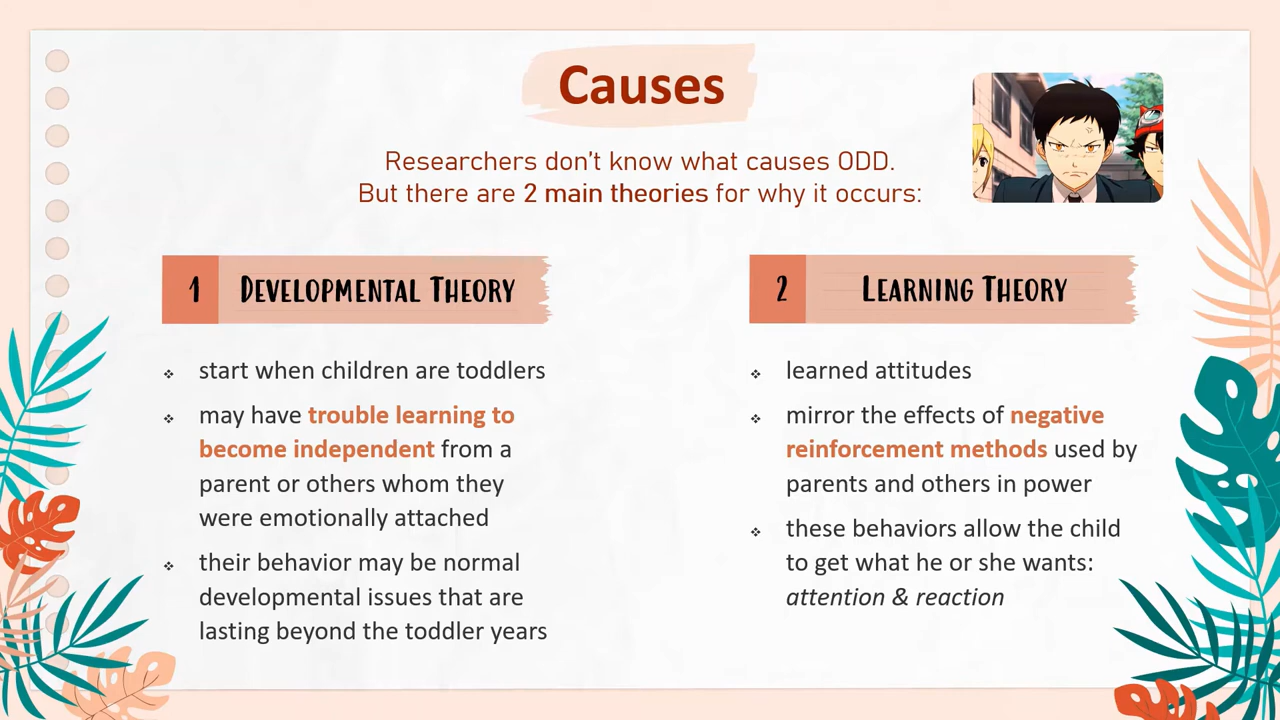 Causes
Researchers don't know what causes ODD.
But there are 2 main theories for why it occurs:
1 Developmental Theory
start when children are toddlers
may have trouble learning to
become independent from a
parent or others whom they
were emotionally attached
their behavior may be normal
developmental issues that are
lasting beyond the toddler years
2 Learning Theory
learned attitudes
mirror the effects of negative
reinforcement methods used by
parents and others in power
these behaviors allow the child
to get what he or she wants:
attention & reaction